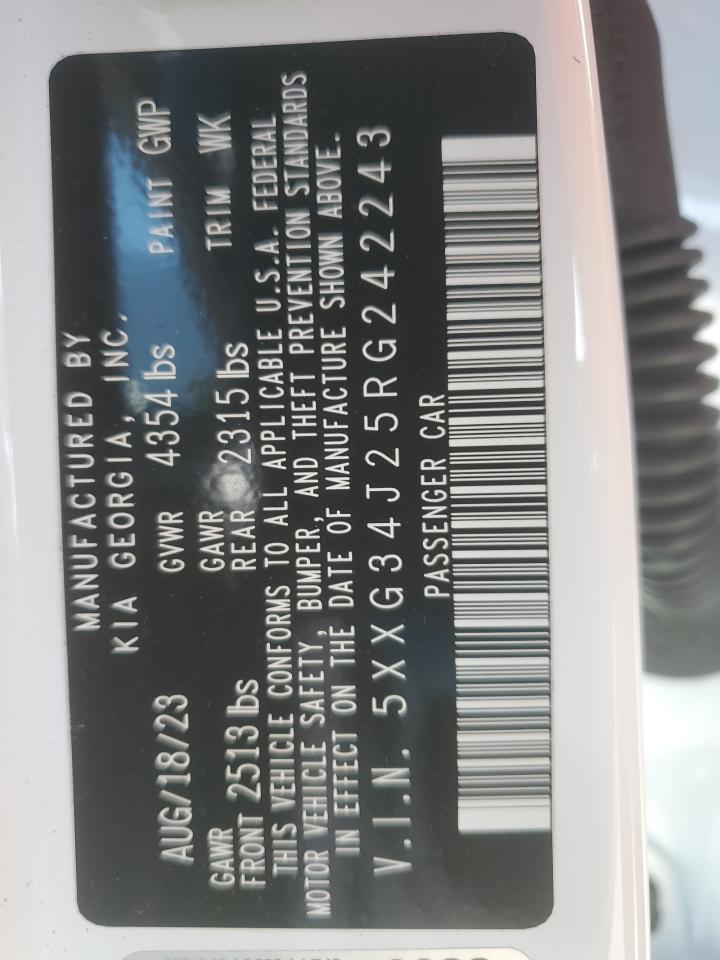 MANUFACTURED BY
KIA GEORGIA, INC.
AUG/18/23 GVWR 4354 lbs PAINT GWP
GAWR FRONT 2513 lbs GAWR REAR 2315 lbs TRIM WK
THIS VEHICLE CONFORMS TO ALL APPLICABLE U.S.A. FEDERAL
MOTOR VEHICLE SAFETY, BUMPER, AND THEFT PREVENTION STANDARDS
IN EFFECT ON THE DATE OF MANUFACTURE SHOWN ABOVE.
V.I.N. 5XXG34J25RG242243
PASSENGER CAR